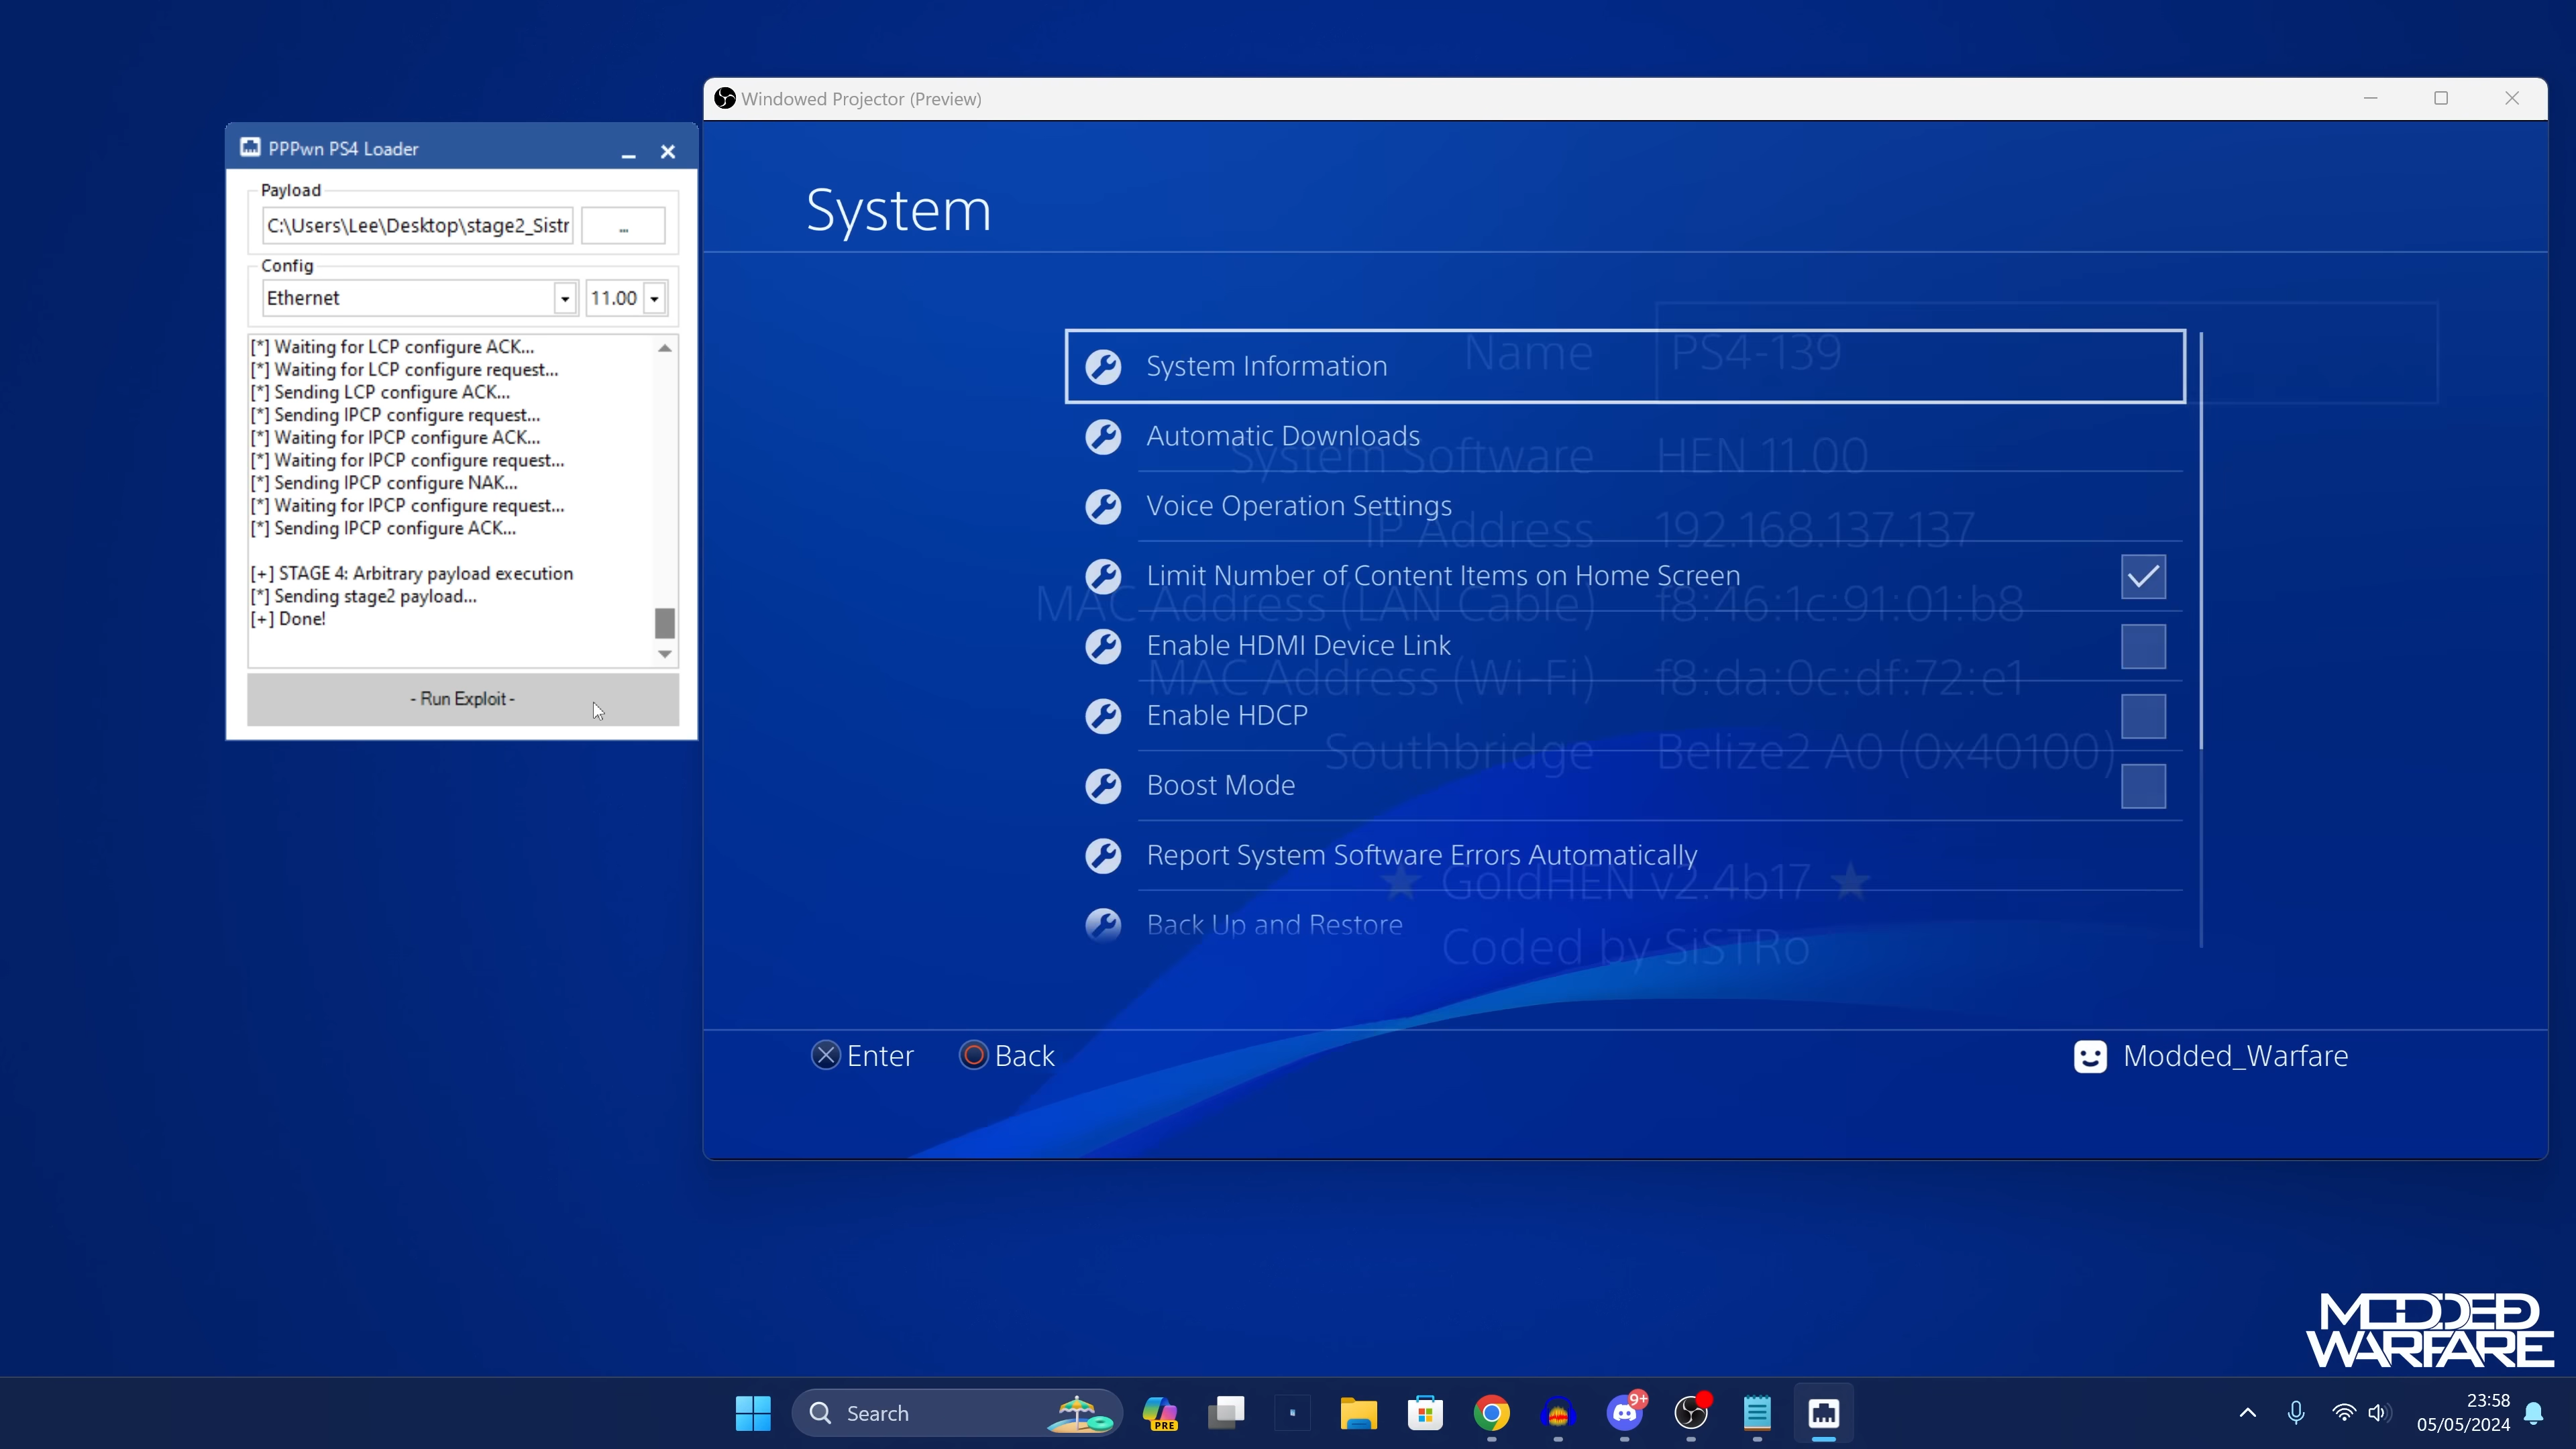 Windowed Projector (Preview)
PPPwn PS4 Loader
Payload
C:\Users\Lee\Desktop\stage2_Sistr
...
Config
Ethernet
11.00
[*] Waiting for LCP configure ACK...
[*] Waiting for LCP configure request...
[*] Sending LCP configure ACK...
[*] Sending IPCP configure request...
[*] Waiting for IPCP configure ACK...
[*] Waiting for IPCP configure request...
[*] Sending IPCP configure NAK...
[*] Waiting for IPCP configure request...
[*] Sending IPCP configure ACK...
[+] STAGE 4: Arbitrary payload execution
[*] Sending stage2 payload...
[+] Done!
- Run Exploit -
System
System Information
Name PS4-139
Automatic Downloads
System Software HEN 11.00
Voice Operation Settings
IP Address 192.168.137.137
Limit Number of Content Items on Home Screen
MAC Address (LAN Cable) f8:46:1c:91:01:b8
Enable HDMI Device Link
MAC Address (Wi-Fi) f8:da:0c:df:72:e1
Enable HDCP
Southbridge Belize2 A0 (0x40100)
Boost Mode
Report System Software Errors Automatically
★ GoldHEN v2.4b17 ★
Back Up and Restore
Coded by SiSTRo
Enter
Back
Modded_Warfare
MODDED
WARFARE
Search
PRE
9+
23:58
05/05/2024